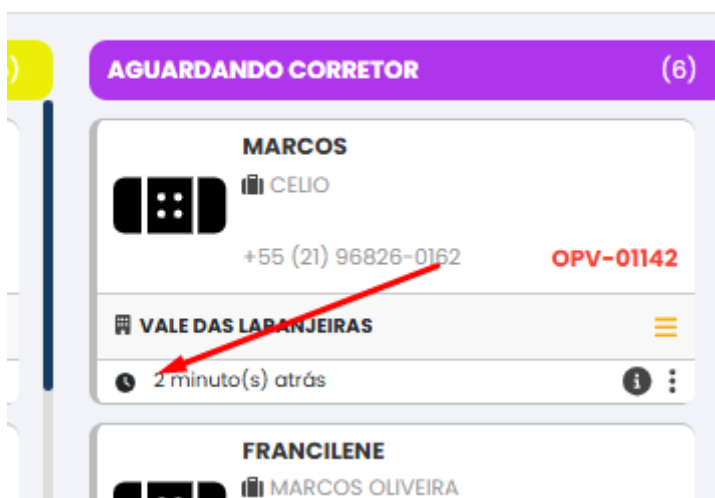 )
AGUARDANDO CORRETOR (6)
MARCOS
CELIO
+55 (21) 96826-0162 OPV-01142
VALE DAS LARANJEIRAS
2 minuto(s) atrás
FRANCILENE
MARCOS OLIVEIRA